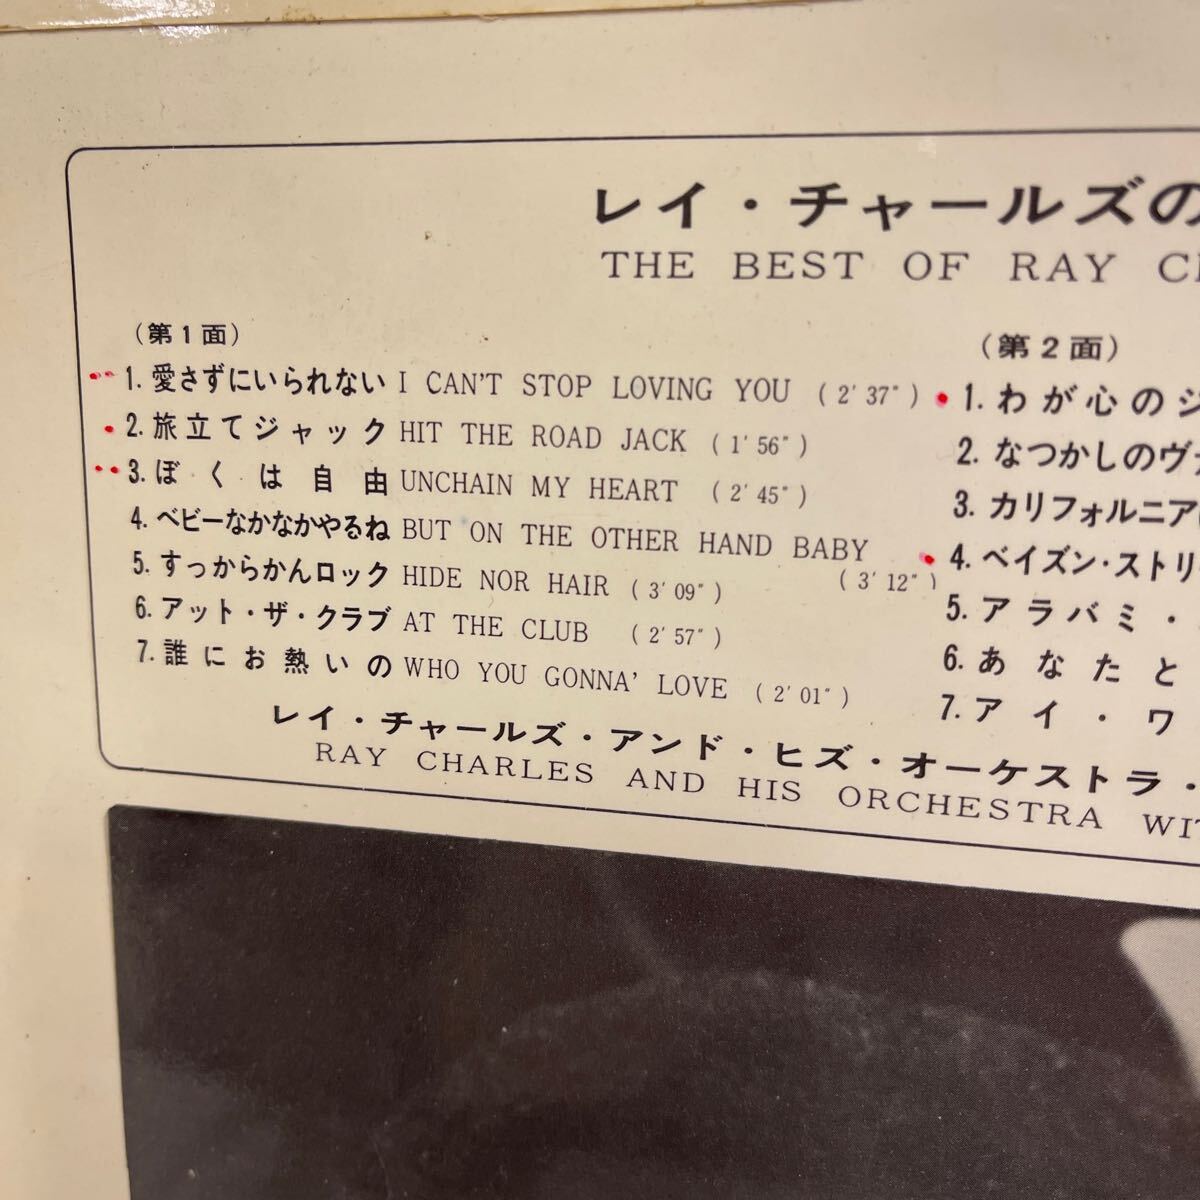 レイ・チャールズの
THE BEST OF RAY
(第1面)
1. 愛さずにいられない I CAN'T STOP LOVING YOU (2'37")
2. 旅立てジャック HIT THE ROAD JACK (1'56")
3. ぼくは自由 UNCHAIN MY HEART (2'45")
4. ベビーなかなかやるね BUT ON THE OTHER HAND BABY
(3'12")
5. すっからかんロック HIDE NOR HAIR (3'09")
6. アット・ザ・クラブ AT THE CLUB (2'57")
7. 誰にお熱いの WHO YOU GONNA' LOVE (2'01")
(第2面)
1. わが心の
2. なつかしの
3. カリフォルニア
4. ベイズン・ストリ
5. アラバミ・
6. あなたと
7. アイ・ワ
レイ・チャールズ・アンド・ヒズ・オーケストラ・
RAY CHARLES AND HIS ORCHESTRA